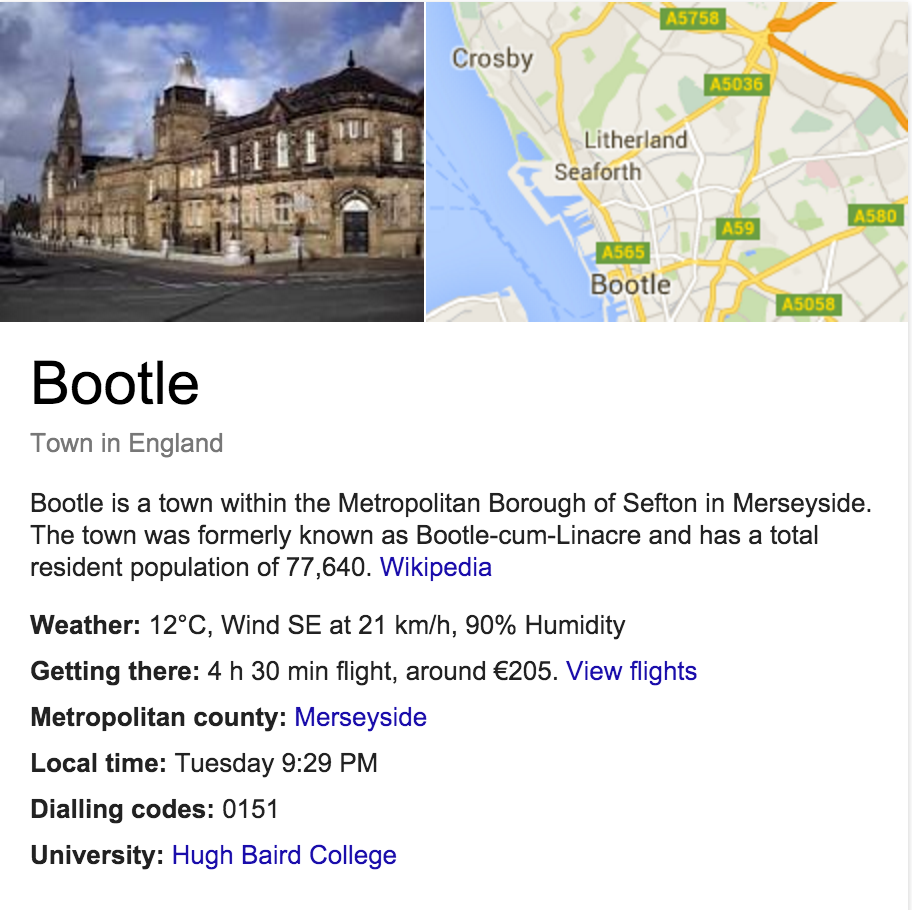 A5758
Crosby
A5036
Litherland
Seaforth
A580
A59
A565
Bootle
A5058
Bootle
Town in England
Bootle is a town within the Metropolitan Borough of Sefton in Merseyside.
The town was formerly known as Bootle-cum-Linacre and has a total
resident population of 77,640. Wikipedia
Weather: 12°C, Wind SE at 21 km/h, 90% Humidity
Getting there: 4 h 30 min flight, around €205. View flights
Metropolitan county: Merseyside
Local time: Tuesday 9:29 PM
Dialling codes: 0151
University: Hugh Baird College